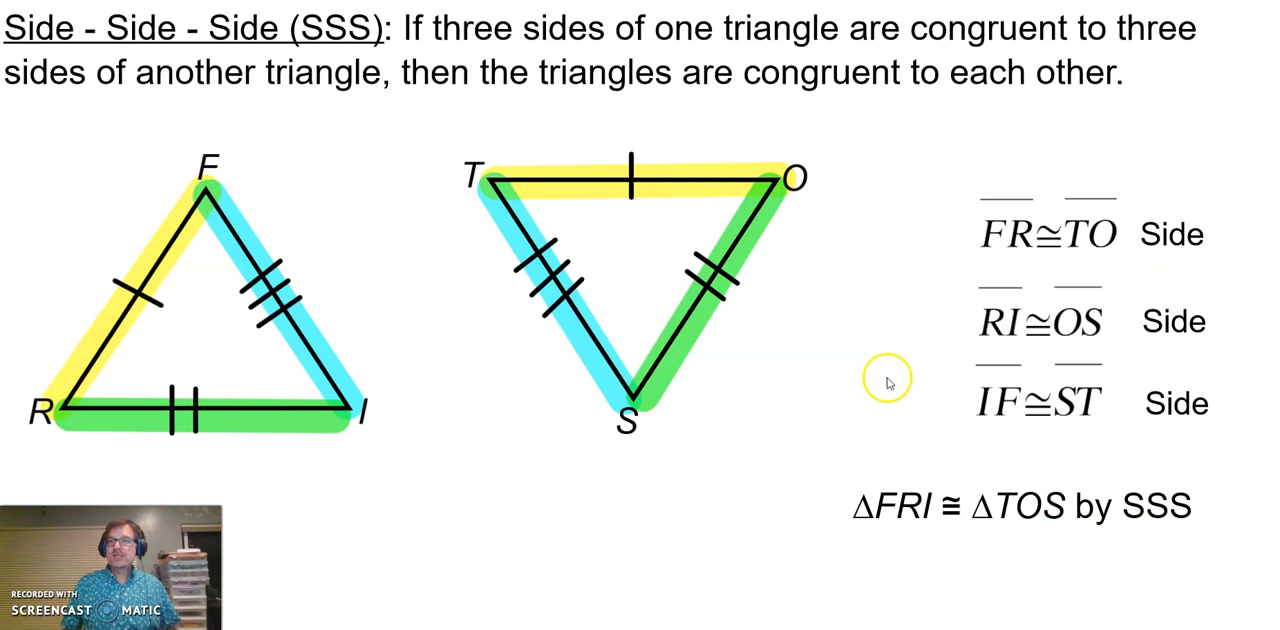 Side - Side - Side (SSS): If three sides of one triangle are congruent to three
sides of another triangle, then the triangles are congruent to each other.
F
T
O
R
I
S
FR≅TO Side
RI≅OS Side
IF≅ST Side
△FRI ≅ △TOS by SSS
RECORDED WITH
SCREENCAST MATIC